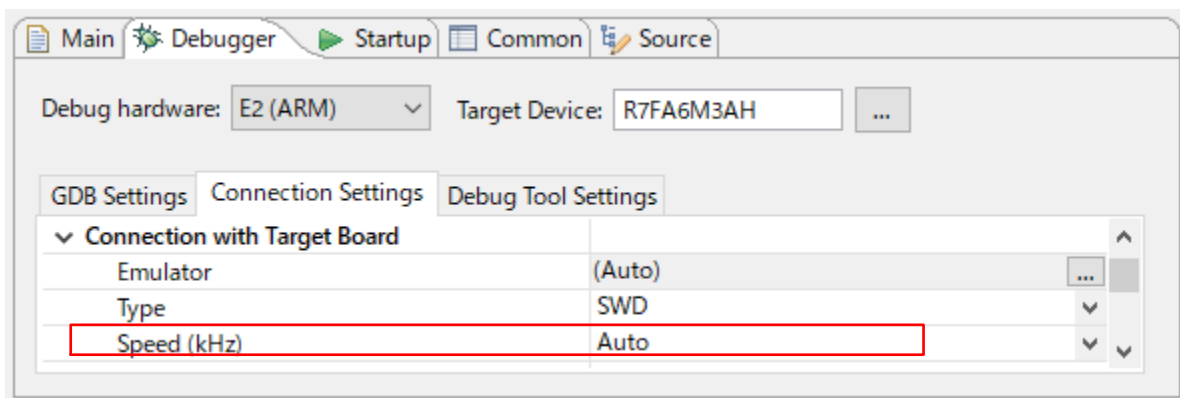 Main Debugger Startup Common Source
Debug hardware: E2 (ARM) Target Device: R7FA6M3AH ...
GDB Settings Connection Settings Debug Tool Settings
Connection with Target Board
Emulator (Auto) ...
Type SWD
Speed (kHz) Auto